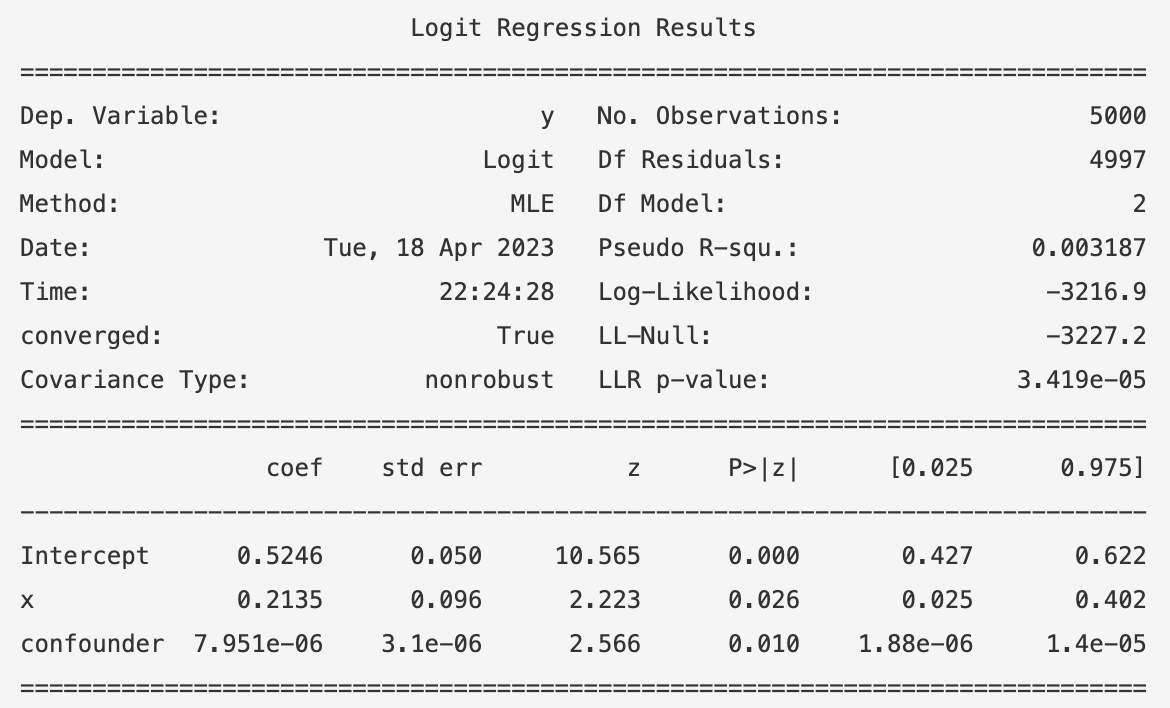 Logit Regression Results
==============================================================================
Dep. Variable: y No. Observations: 5000
Model: Logit Df Residuals: 4997
Method: MLE Df Model: 2
Date: Tue, 18 Apr 2023 Pseudo R-squ.: 0.003187
Time: 22:24:28 Log-Likelihood: -3216.9
converged: True LL-Null: -3227.2
Covariance Type: nonrobust LLR p-value: 3.419e-05
==============================================================================
coef std err z P>|z| [0.025 0.975]
------------------------------------------------------------------------------
Intercept 0.5246 0.050 10.565 0.000 0.427 0.622
x 0.2135 0.096 2.223 0.026 0.025 0.402
confounder 7.951e-06 3.1e-06 2.566 0.010 1.88e-06 1.4e-05
==============================================================================